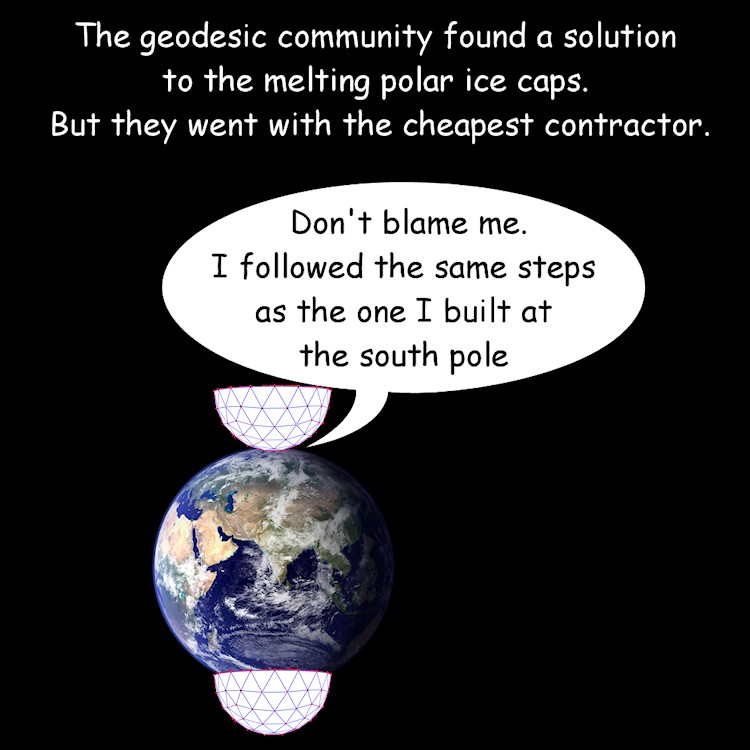 The geodesic community found a solution
to the melting polar ice caps.
But they went with the cheapest contractor.
Don't blame me.
I followed the same steps
as the one I built at
the south pole